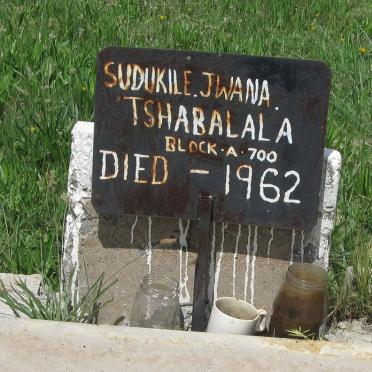 SUDUKILE.JWANA.
TSHABALALA
BLOCK.A.700
DIED - 1962